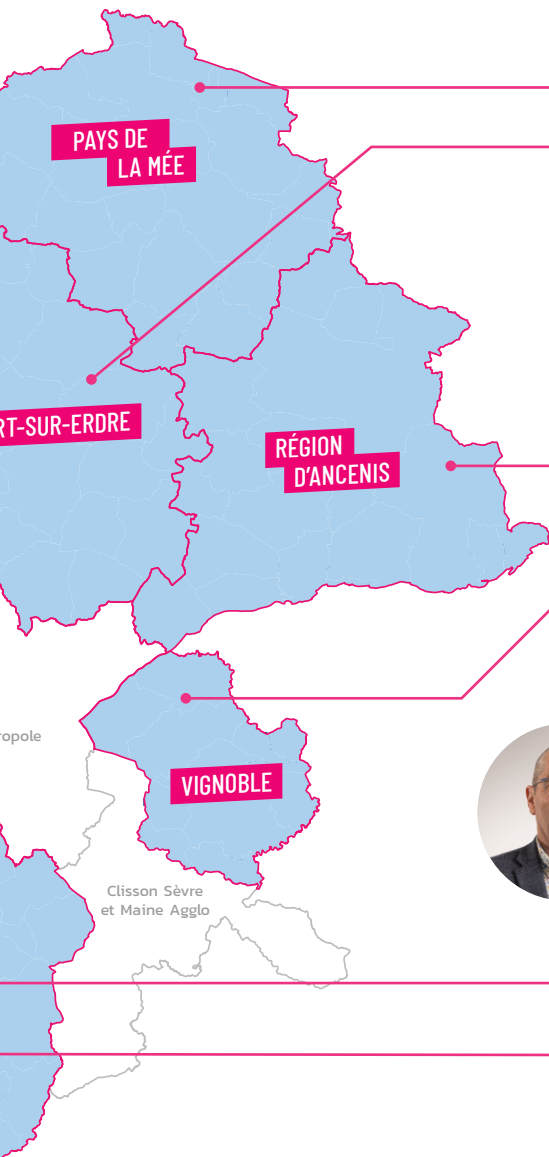 PAYS DE
LA MÉE
RT-SUR-ERDRE
RÉGION
D'ANCENIS
ropole
VIGNOBLE
Clisson Sèvre
et Maine Agglo